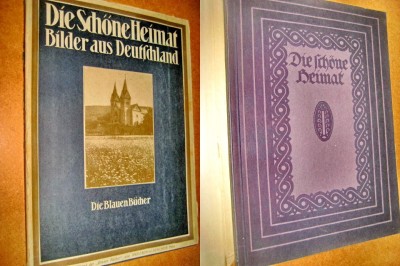 Die Schöne Heimat
Bilder aus Deutschland
Die Blauen Bücher
Die schöne
Heimat